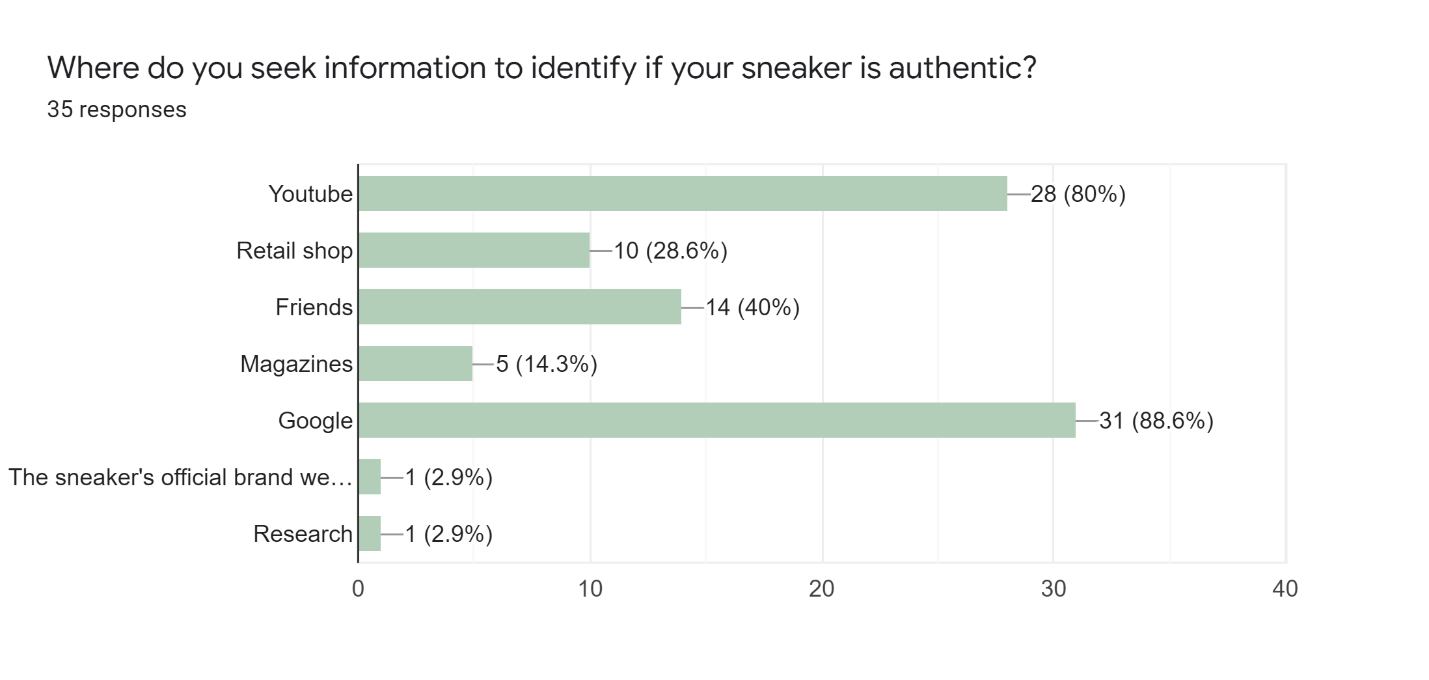 Where do you seek information to identify if your sneaker is authentic?
35 responses
Youtube 28 (80%)
Retail shop 10 (28.6%)
Friends 14 (40%)
Magazines 5 (14.3%)
Google 31 (88.6%)
The sneaker's official brand we… 1 (2.9%)
Research 1 (2.9%)
0 10 20 30 40